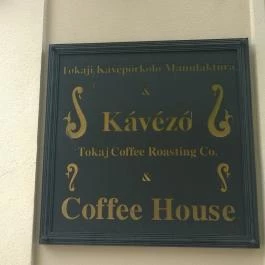 Tokaji Kávépörkölő Manufaktúra
&
Kávézó
Tokaj Coffee Roasting Co.
&
Coffee House